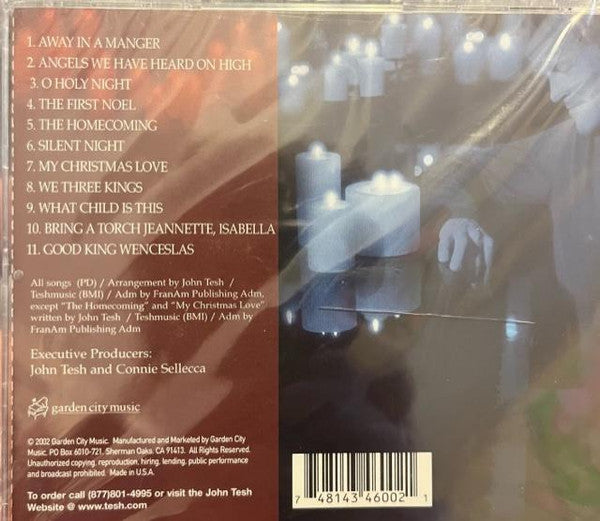 1. AWAY IN A MANGER
2. ANGELS WE HAVE HEARD ON HIGH
3. O HOLY NIGHT
4. THE FIRST NOEL
5. THE HOMECOMING
6. SILENT NIGHT
7. MY CHRISTMAS LOVE
8. WE THREE KINGS
9. WHAT CHILD IS THIS
10. BRING A TORCH JEANNETTE, ISABELLA
11. GOOD KING WENCESLAS
All songs (PD) / Arrangement by John Tesh /
Teshmusic (BMI) / Adm by FranAm Publishing Adm,
except "The Homecoming" and "My Christmas Love"
written by John Tesh / Teshmusic (BMI) / Adm by
FranAm Publishing Adm
Executive Producers:
John Tesh and Connie Sellecca
garden city music
© 2002 Garden City Music. Manufactured and Marketed by Garden City
Music, PO Box 6010-721, Sherman Oaks, CA 91413. All Rights Reserved.
Unauthorized copying, reproduction, hiring, lending, public performance
and broadcast prohibited. Made in U.S.A.
To order call (877)801-4995 or visit the John Tesh
Website @ www.tesh.com
7 48143 46002 1